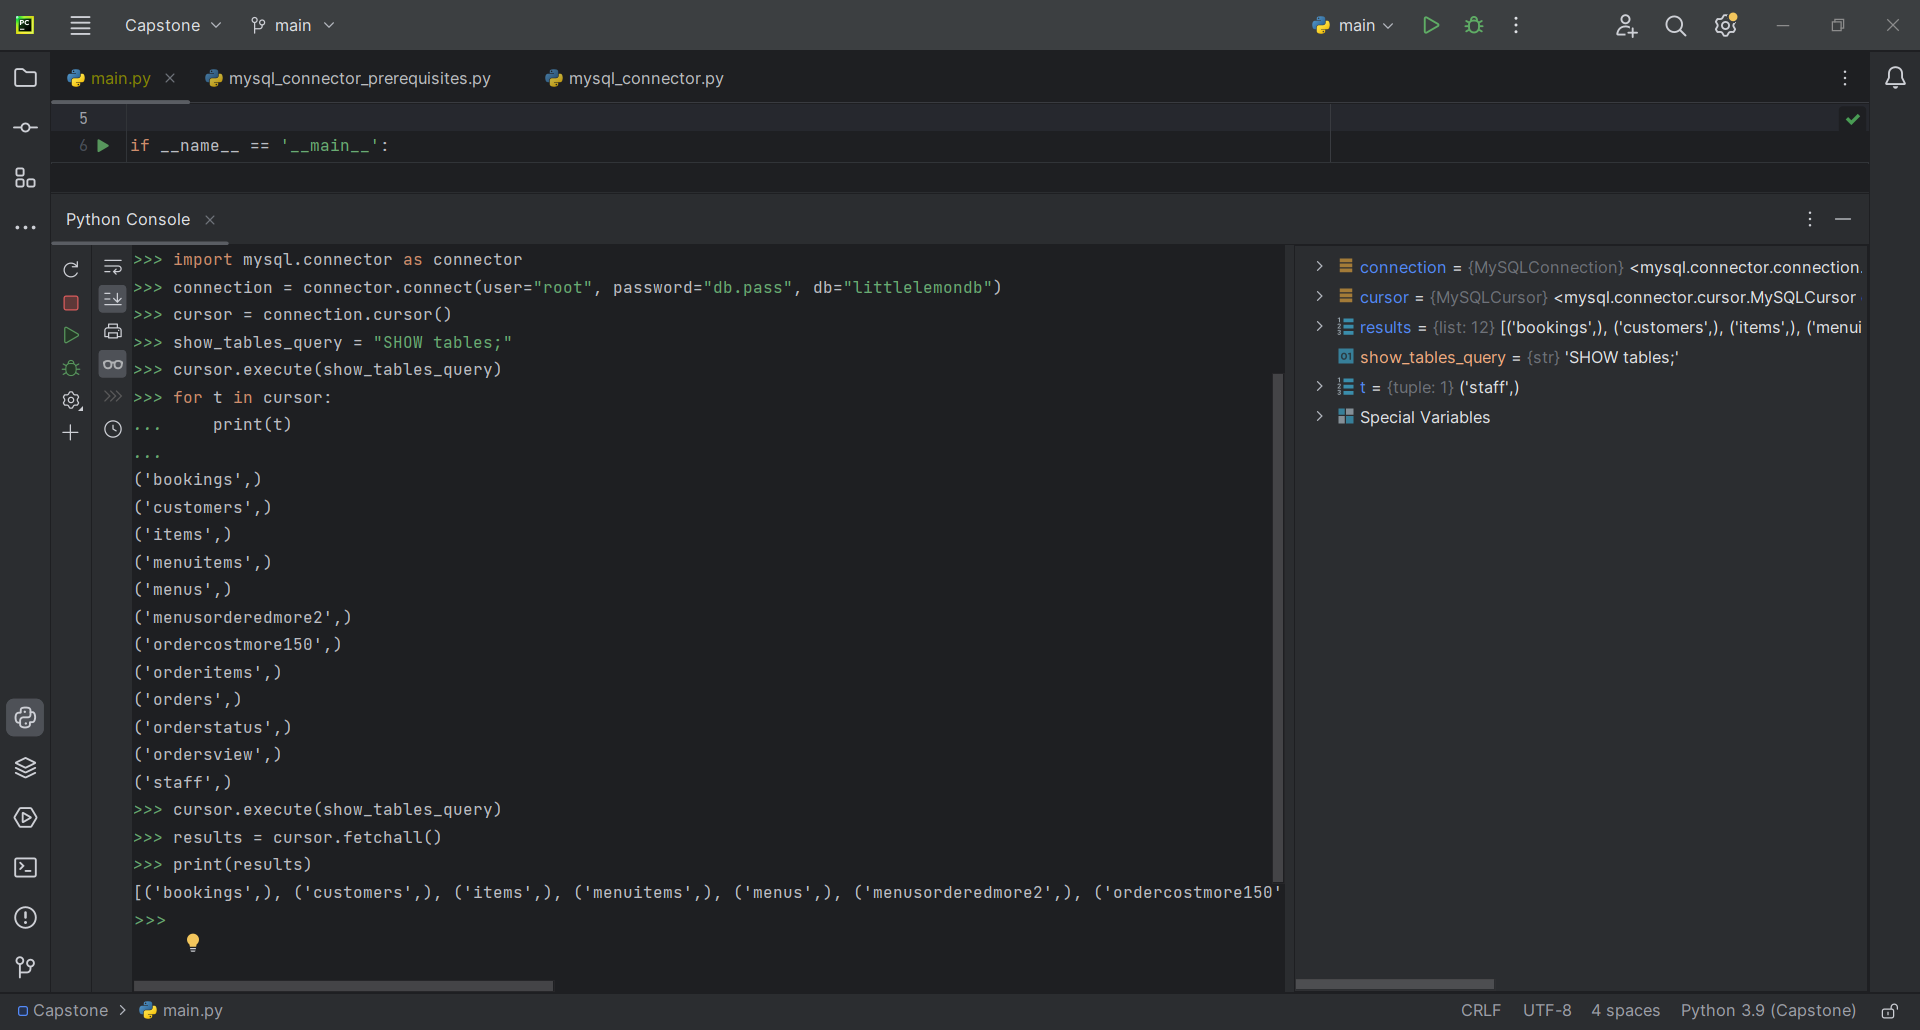 PC
Capstone
main
main
main.py
mysql_connector_prerequisites.py
mysql_connector.py
5
6
if __name__ == '__main__':
Python Console
>>> import mysql.connector as connector
>>> connection = connector.connect(user="root", password="db.pass", db="littlelemondb")
>>> cursor = connection.cursor()
>>> show_tables_query = "SHOW tables;"
>>> cursor.execute(show_tables_query)
>>> for t in cursor:
...     print(t)
...
('bookings',)
('customers',)
('items',)
('menuitems',)
('menus',)
('menusorderedmore2',)
('ordercostmore150',)
('orderitems',)
('orders',)
('orderstatus',)
('ordersview',)
('staff',)
>>> cursor.execute(show_tables_query)
>>> results = cursor.fetchall()
>>> print(results)
[('bookings',), ('customers',), ('items',), ('menuitems',), ('menus',), ('menusorderedmore2',), ('ordercostmore150'
>>>
connection = {MySQLConnection} <mysql.connector.connection.
cursor = {MySQLCursor} <mysql.connector.cursor.MySQLCursor
results = {list: 12} [('bookings',), ('customers',), ('items',), ('menui
01 show_tables_query = {str} 'SHOW tables;'
t = {tuple: 1} ('staff',)
Special Variables
Capstone
main.py
CRLF
UTF-8
4 spaces
Python 3.9 (Capstone)